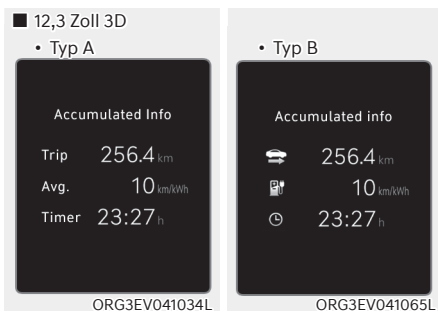 ■ 12,3 Zoll 3D
• Typ A
Accumulated Info
Trip 256.4 km
Avg. 10 km/kWh
Timer 23:27 h
ORG3EV041034L
• Typ B
Accumulated info
256.4 km
10 km/kWh
23:27 h
ORG3EV041065L